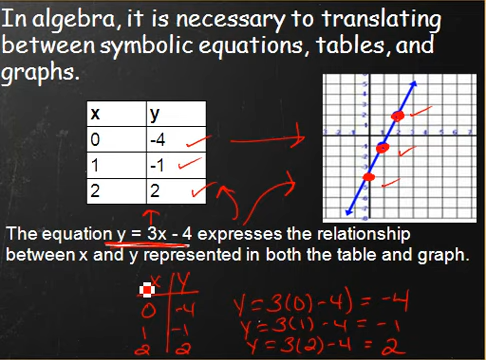 In algebra, it is necessary to translating
between symbolic equations, tables, and
graphs.
x y
0 -4
1 -1
2 2
The equation y = 3x - 4 expresses the relationship
between x and y represented in both the table and graph.
x y
0 -4
1 -1
2 2
y = 3(0) - 4) = -4
y = 3(1) - 4 = -1
y = 3(2) - 4 = 2